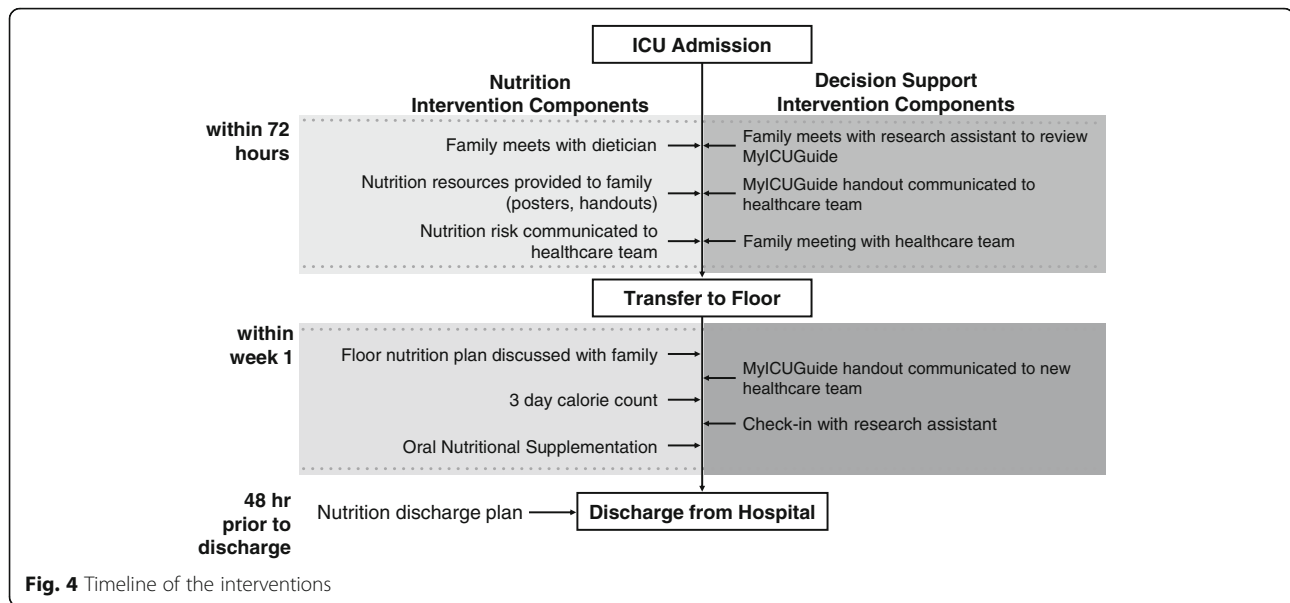 ICU Admission
Nutrition
Intervention Components
Decision Support
Intervention Components
within 72
hours
Family meets with dietician
Nutrition resources provided to family
(posters, handouts)
Nutrition risk communicated to
healthcare team
Family meets with research assistant to review
MyICUGuide
MyICUGuide handout communicated to
healthcare team
Family meeting with healthcare team
Transfer to Floor
within
week 1
Floor nutrition plan discussed with family
3 day calorie count
Oral Nutritional Supplementation
MyICUGuide handout communicated to new
healthcare team
Check-in with research assistant
48 hr
prior to
discharge
Nutrition discharge plan
Discharge from Hospital
Fig. 4 Timeline of the interventions